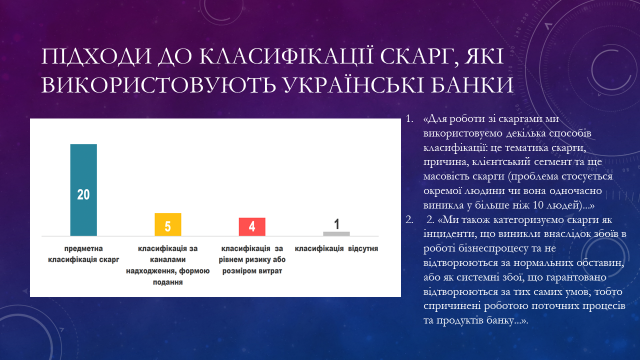 ПІДХОДИ ДО КЛАСИФІКАЦІЇ СКАРГ, ЯКІ
ВИКОРИСТОВУЮТЬ УКРАЇНСЬКІ БАНКИ
20
5
4
1
предметна
класифікація скарг
класифікація за
каналами
надходження, формою
подання
класифікація за
рівнем ризику або
розміром витрат
класифікація відсутня
1. «Для роботи зі скаргами ми
використовуємо декілька способів
класифікації: це тематика скарги,
причина, клієнтський сегмент та ще
масовість скарги (проблема стосується
окремої людини чи вона одночасно
виникла у більше ніж 10 людей)...»
2. 2. «Ми також категоризуємо скарги як
інциденти, що виникли внаслідок збоїв в
роботі бізнеспроцесу та не
відтворюються за нормальних обставин,
або як системні збої, що гарантовано
відтворюються за тих самих умов, тобто
спричинені роботою поточних процесів
та продуктів банку...».